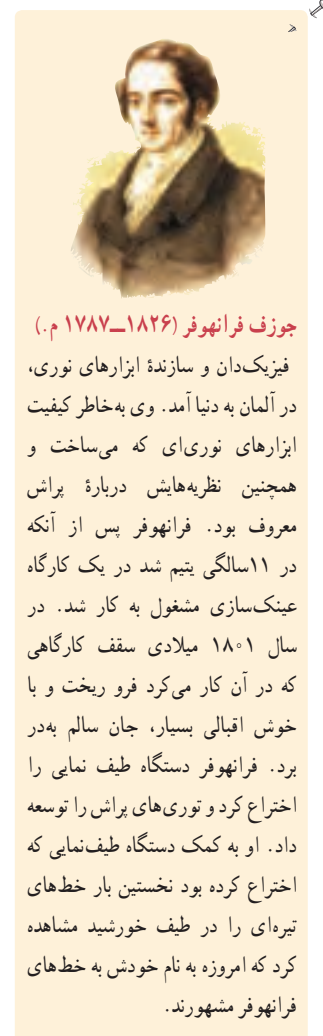 جوزف فرانهوفر (۱۸۲۶ــ۱۷۸۷ م.)
فیزیک‌دان و سازندهٔ ابزارهای نوری،
در آلمان به دنیا آمد. وی به‌خاطر کیفیت
ابزارهای نوری‌ای که می‌ساخت و
همچنین نظریه‌هایش دربارهٔ پراش
معروف بود. فرانهوفر پس از آنکه
در ۱۱سالگی یتیم شد در یک کارگاه
عینک‌سازی مشغول به کار شد. در
سال ۱۸۰۱ میلادی سقف کارگاهی
که در آن کار می‌کرد فرو ریخت و با
خوش اقبالی بسیار، جان سالم به‌در
برد. فرانهوفر دستگاه طیف نمایی را
اختراع کرد و توری‌های پراش را توسعه
داد. او به کمک دستگاه طیف‌نمایی که
اختراع کرده بود نخستین بار خط‌های
تیره‌ای را در طیف خورشید مشاهده
کرد که امروزه به نام خودش به خط‌های
فرانهوفر مشهورند.